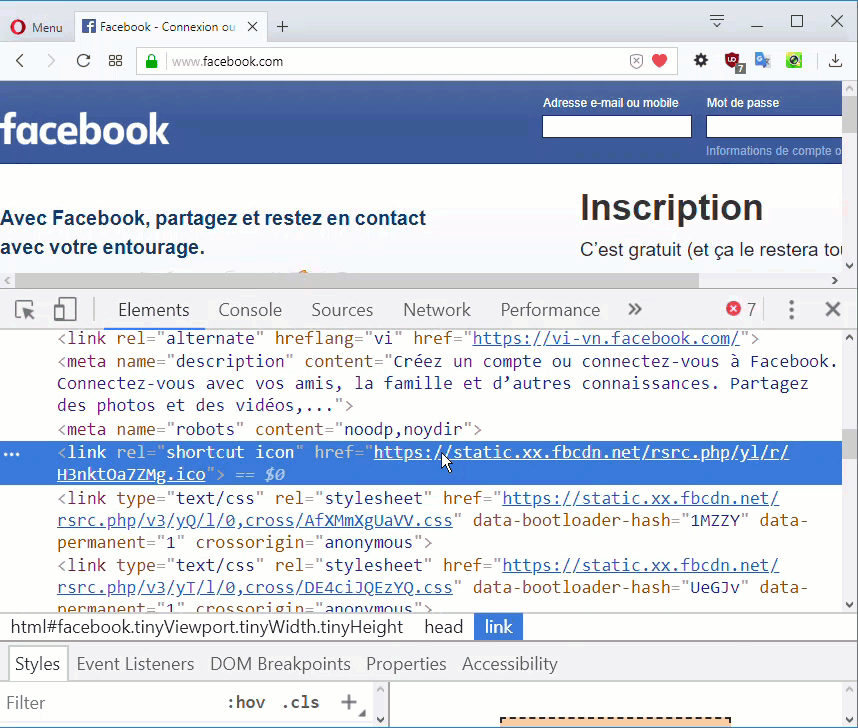 Menu
Facebook - Connexion ou
www.facebook.com
7
Adresse e-mail ou mobile Mot de passe
facebook
Informations de compte o
Inscription
Avec Facebook, partagez et restez en contact
avec votre entourage.
C’est gratuit (et ça le restera tou
Elements Console Sources Network Performance » 7
<link rel="alternate" hreflang="vi" href="https://vi-vn.facebook.com/">
<meta name="description" content="Créez un compte ou connectez-vous à Facebook.
Connectez-vous avec vos amis, la famille et d’autres connaissances. Partagez
des photos et des vidéos,...">
<meta name="robots" content="noodp,noydir">
<link rel="shortcut icon" href="https://static.xx.fbcdn.net/rsrc.php/yl/r/
H3nktOa7ZMg.ico"> == $0
<link type="text/css" rel="stylesheet" href="https://static.xx.fbcdn.net/
rsrc.php/v3/yQ/l/0,cross/AfXMmXgUaVV.css" data-bootloader-hash="1MZZY" data-
permanent="1" crossorigin="anonymous">
<link type="text/css" rel="stylesheet" href="https://static.xx.fbcdn.net/
rsrc.php/v3/yT/l/0,cross/DE4ciJQEzYQ.css" data-bootloader-hash="UeGJv" data-
permanent="1" crossorigin="anonymous">
html#facebook.tinyViewport.tinyWidth.tinyHeight head link
Styles Event Listeners DOM Breakpoints Properties Accessibility
Filter :hov .cls +